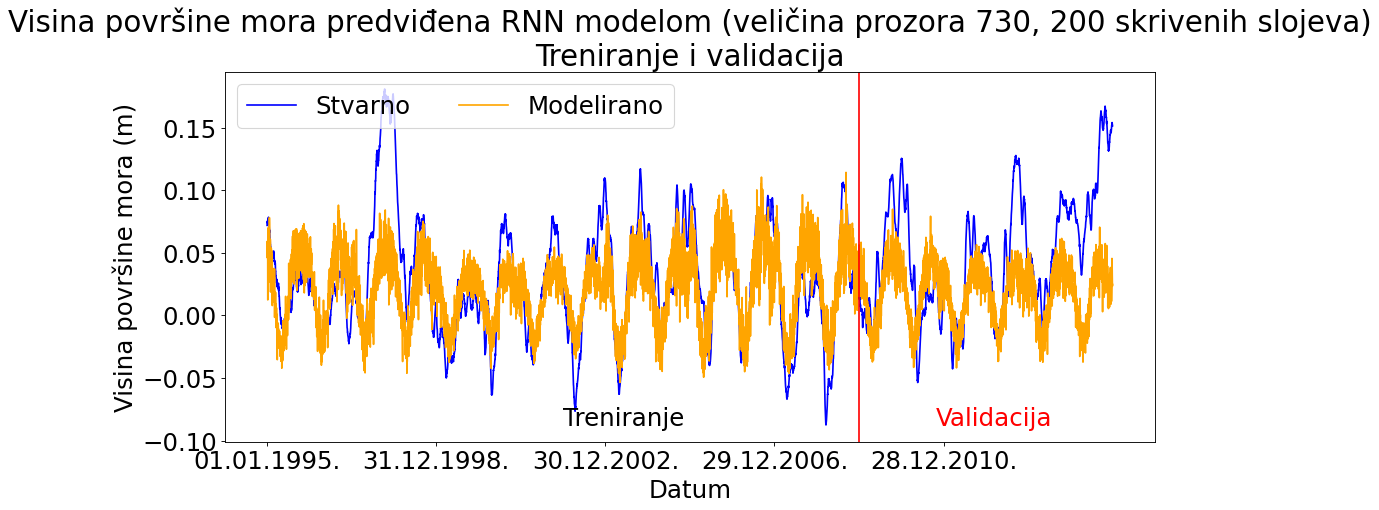 Visina površine mora predviđena RNN modelom (veličina prozora 730, 200 skrivenih slojeva)
Treniranje i validacija
Stvarno
Modelirano
Visina površine mora (m)
0.15
0.10
0.05
0.00
−0.05
−0.10
Treniranje
Validacija
01.01.1995.
31.12.1998.
30.12.2002.
29.12.2006.
28.12.2010.
Datum